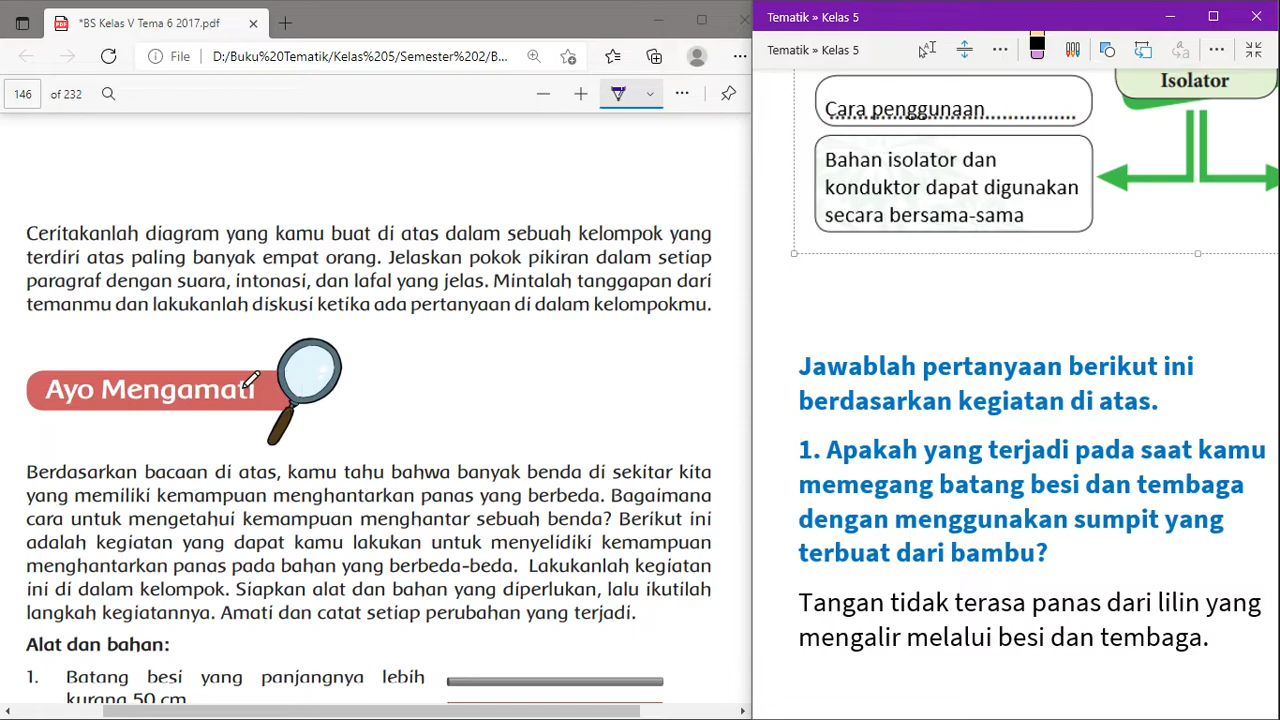 *BS Kelas V Tema 6 2017.pdf
File
D:/Buku%20Tematik/Kelas%205/Semester%202/B...
146 of 232
Ceritakanlah diagram yang kamu buat di atas dalam sebuah kelompok yang
terdiri atas paling banyak empat orang. Jelaskan pokok pikiran dalam setiap
paragraf dengan suara, intonasi, dan lafal yang jelas. Mintalah tanggapan dari
temanmu dan lakukanlah diskusi ketika ada pertanyaan di dalam kelompokmu.
Ayo Mengamati
Berdasarkan bacaan di atas, kamu tahu bahwa banyak benda di sekitar kita
yang memiliki kemampuan menghantarkan panas yang berbeda. Bagaimana
cara untuk mengetahui kemampuan menghantar sebuah benda? Berikut ini
adalah kegiatan yang dapat kamu lakukan untuk menyelidiki kemampuan
menghantarkan panas pada bahan yang berbeda-beda. Lakukanlah kegiatan
ini di dalam kelompok. Siapkan alat dan bahan yang diperlukan, lalu ikutilah
langkah kegiatannya. Amati dan catat setiap perubahan yang terjadi.
Alat dan bahan:
1. Batang besi yang panjangnya lebih
kurang 50 cm
Tematik » Kelas 5
Tematik » Kelas 5
Isolator
Cara penggunaan
Bahan isolator dan
konduktor dapat digunakan
secara bersama-sama
Jawablah pertanyaan berikut ini
berdasarkan kegiatan di atas.
1. Apakah yang terjadi pada saat kamu
memegang batang besi dan tembaga
dengan menggunakan sumpit yang
terbuat dari bambu?
Tangan tidak terasa panas dari lilin yang
mengalir melalui besi dan tembaga.